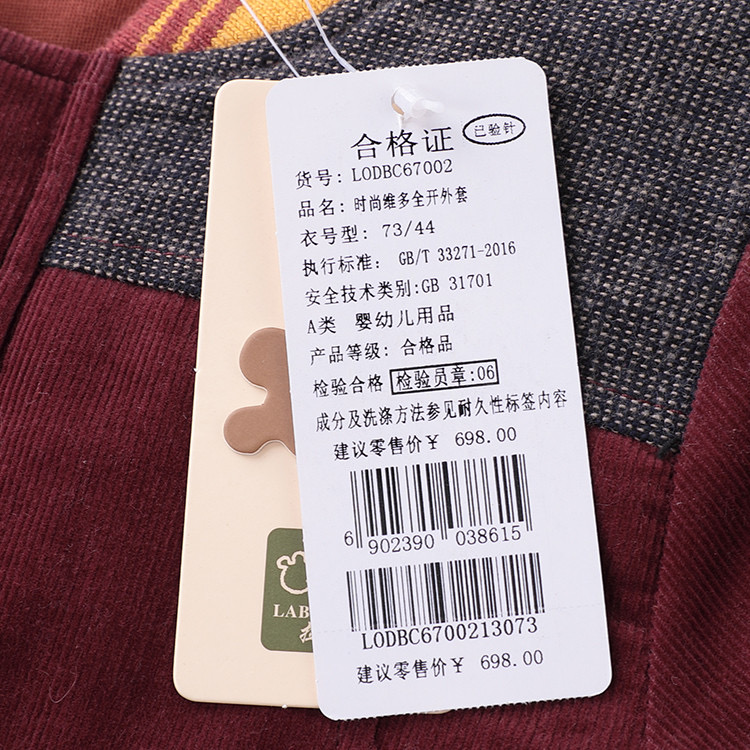 合格证 已验针
货号: LODBC67002
品名: 时尚维多全开外套
衣号型: 73/44
执行标准: GB/T 33271-2016
安全技术类别:GB 31701
A类 婴幼儿用品
产品等级: 合格品
检验合格 检验员章:06
成分及洗涤方法参见耐久性标签内容
建议零售价¥ 698.00
6 902390 038615
LODBC6700213073
建议零售价¥ 698.00
LAB